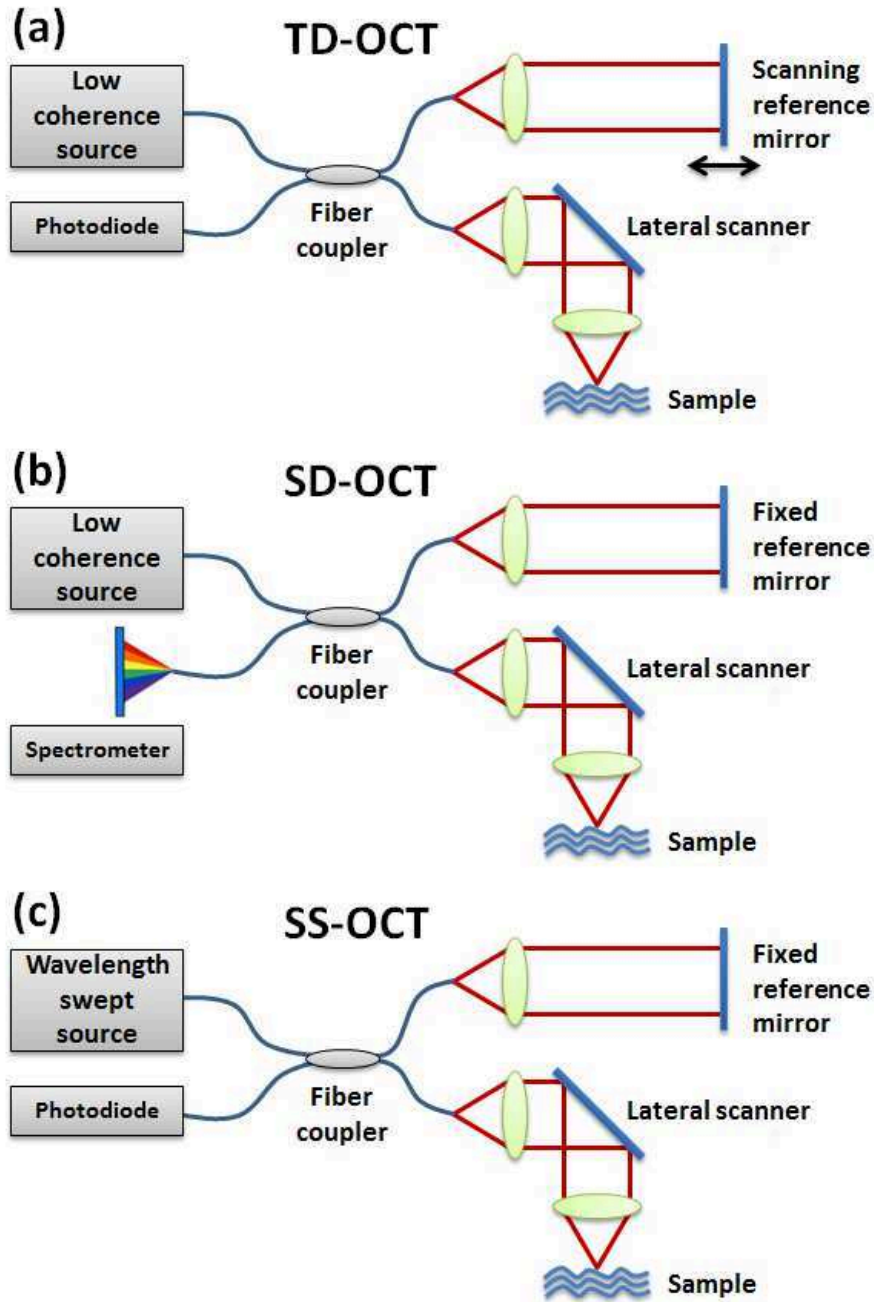 (a)
TD-OCT
Low
coherence
source
Photodiode
Fiber
coupler
Scanning
reference
mirror
Lateral scanner
Sample
(b)
SD-OCT
Low
coherence
source
Spectrometer
Fiber
coupler
Fixed
reference
mirror
Lateral scanner
Sample
(c)
SS-OCT
Wavelength
swept
source
Photodiode
Fiber
coupler
Fixed
reference
mirror
Lateral scanner
Sample